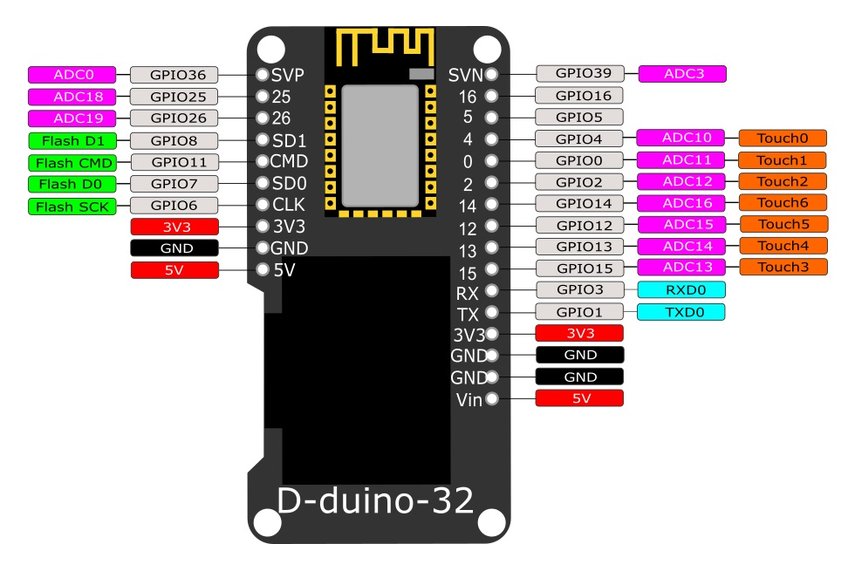 ADC0 GPIO36 SVP SVN GPIO39 ADC3
ADC18 GPIO25 25 16 GPIO16
ADC19 GPIO26 26 5 GPIO5
Flash D1 GPIO8 SD1 4 GPIO4 ADC10 Touch0
Flash CMD GPIO11 CMD 0 GPIO0 ADC11 Touch1
Flash D0 GPIO7 SD0 2 GPIO2 ADC12 Touch2
Flash SCK GPIO6 CLK 14 GPIO14 ADC16 Touch6
3V3 3V3 12 GPIO12 ADC15 Touch5
GND GND 13 GPIO13 ADC14 Touch4
5V 5V 15 GPIO15 ADC13 Touch3
RX GPIO3 RXD0
TX GPIO1 TXD0
3V3 3V3
GND GND
GND GND
Vin 5V
D-duino-32